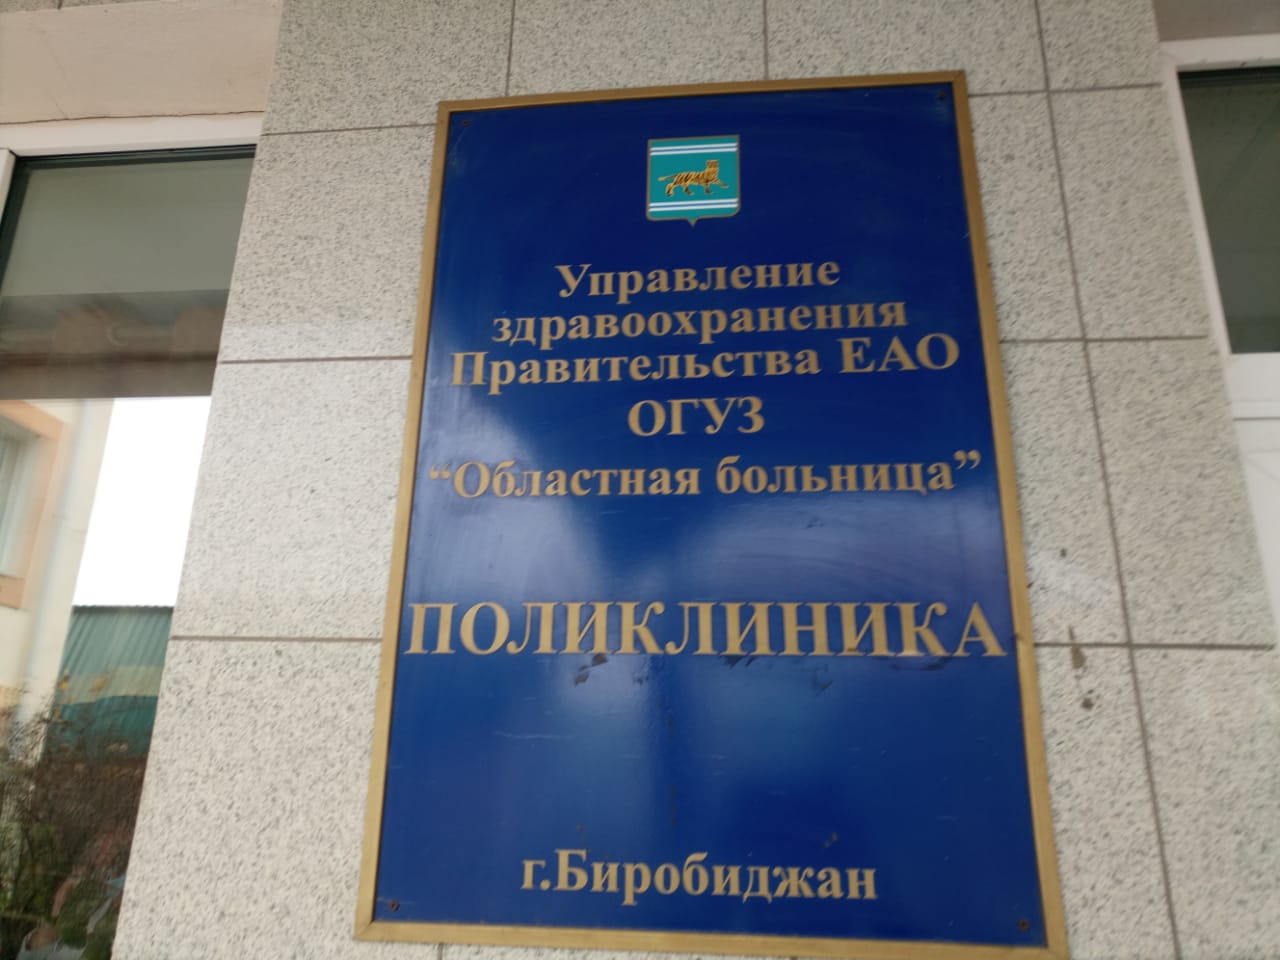 Управление
здравоохранения
Правительства ЕАО
ОГУЗ
“Областная больница”
ПОЛИКЛИНИКА
г.Биробиджан